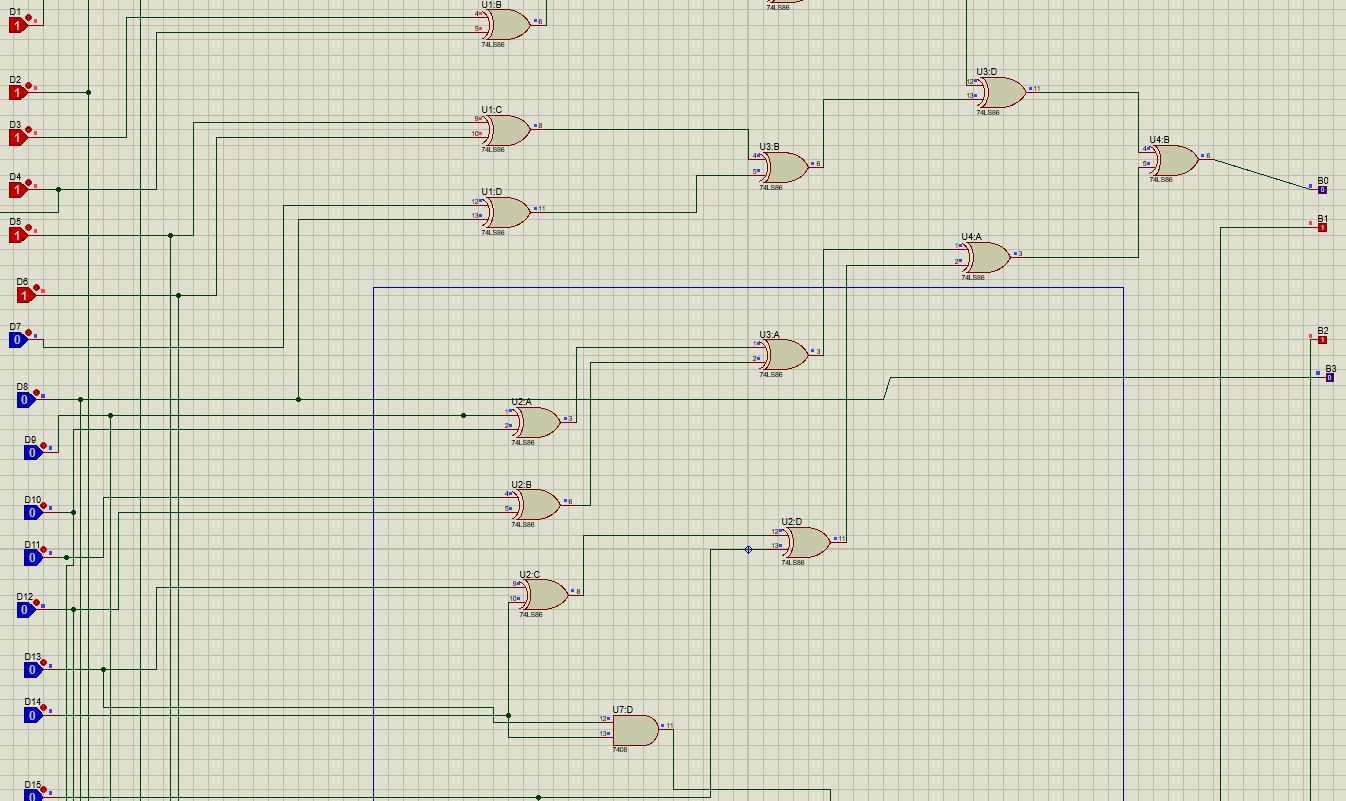 D1
1
U1:B
4
5
6
74LS86
D2
1
U3:D
12
13
11
74LS86
D3
1
U1:C
9
10
8
74LS86
U3:B
4
5
6
74LS86
U4:B
4
5
6
74LS86
D4
1
U1:D
12
13
11
74LS86
B0
0
B1
1
D5
1
U4:A
1
2
3
74LS86
D6
1
D7
0
U3:A
1
2
3
74LS86
B2
1
B3
0
D8
0
U2:A
1
2
3
74LS86
D9
0
D10
0
U2:B
4
5
6
74LS86
D11
0
U2:D
12
13
11
74LS86
D12
0
U2:C
9
10
8
74LS86
D13
0
D14
0
U7:D
12
13
11
7408
D15
0